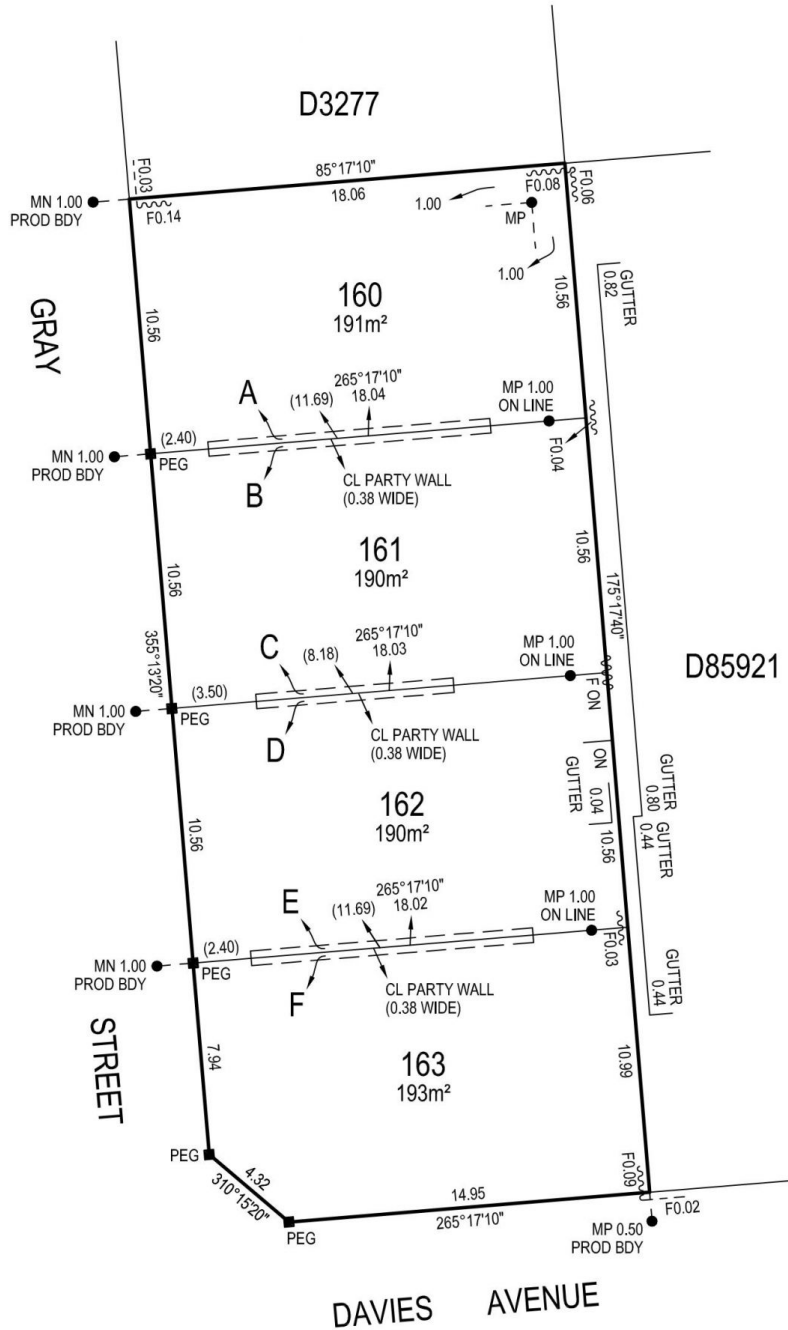 D3277
F0.03
85°17'10"
18.06
F0.08
F0.06
MN 1.00
PROD BDY
F0.14
1.00
MP
1.00
GRAY
10.56
160
191m²
10.56
GUTTER
0.82
A
(11.69)
265°17'10"
18.04
MP 1.00
ON LINE
MN 1.00
PROD BDY
(2.40)
PEG
F0.04
B
CL PARTY WALL
(0.38 WIDE)
161
190m²
10.56
10.56
175°17'40"
355°13'20"
C
(8.18)
265°17'10"
18.03
MP 1.00
ON LINE
D85921
MN 1.00
PROD BDY
(3.50)
PEG
F ON
D
CL PARTY WALL
(0.38 WIDE)
ON
GUTTER
0.04
162
190m²
10.56
10.56
GUTTER
0.80
GUTTER
0.44
E
(11.69)
265°17'10"
18.02
MP 1.00
ON LINE
MN 1.00
PROD BDY
(2.40)
PEG
F0.03
F
CL PARTY WALL
(0.38 WIDE)
GUTTER
0.44
STREET
7.94
163
193m²
10.99
PEG
4.32
310°15'20"
PEG
14.95
265°17'10"
F0.09
F0.02
MP 0.50
PROD BDY
DAVIES AVENUE